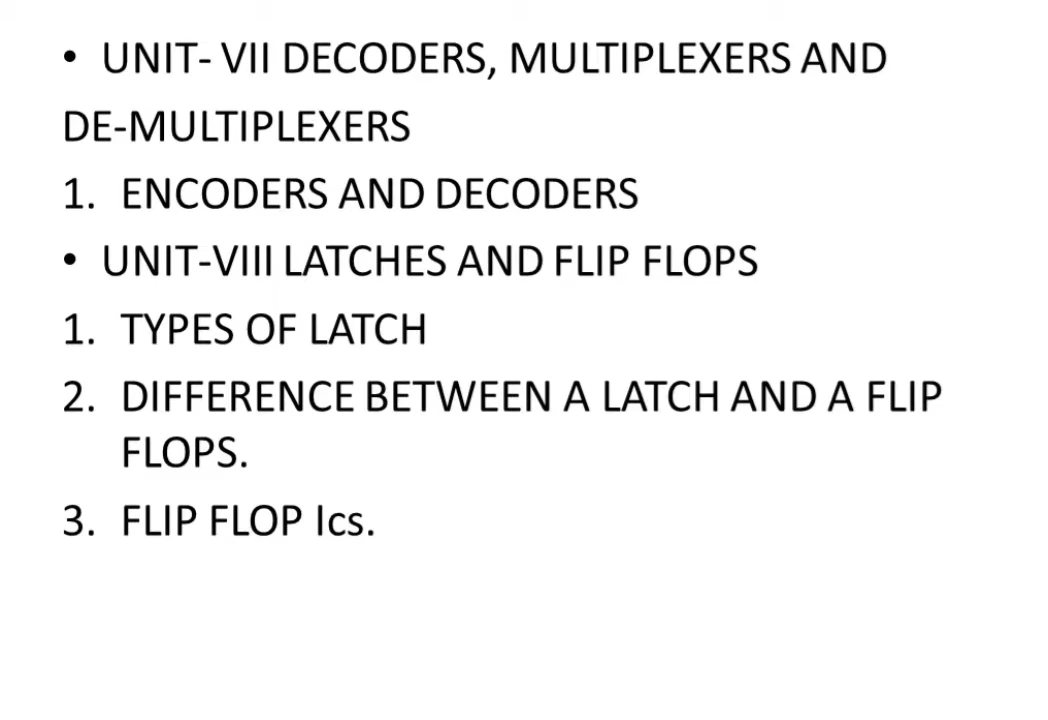 • UNIT- VII DECODERS, MULTIPLEXERS AND
DE-MULTIPLEXERS
1. ENCODERS AND DECODERS
• UNIT-VIII LATCHES AND FLIP FLOPS
1. TYPES OF LATCH
2. DIFFERENCE BETWEEN A LATCH AND A FLIP
FLOPS.
3. FLIP FLOP Ics.